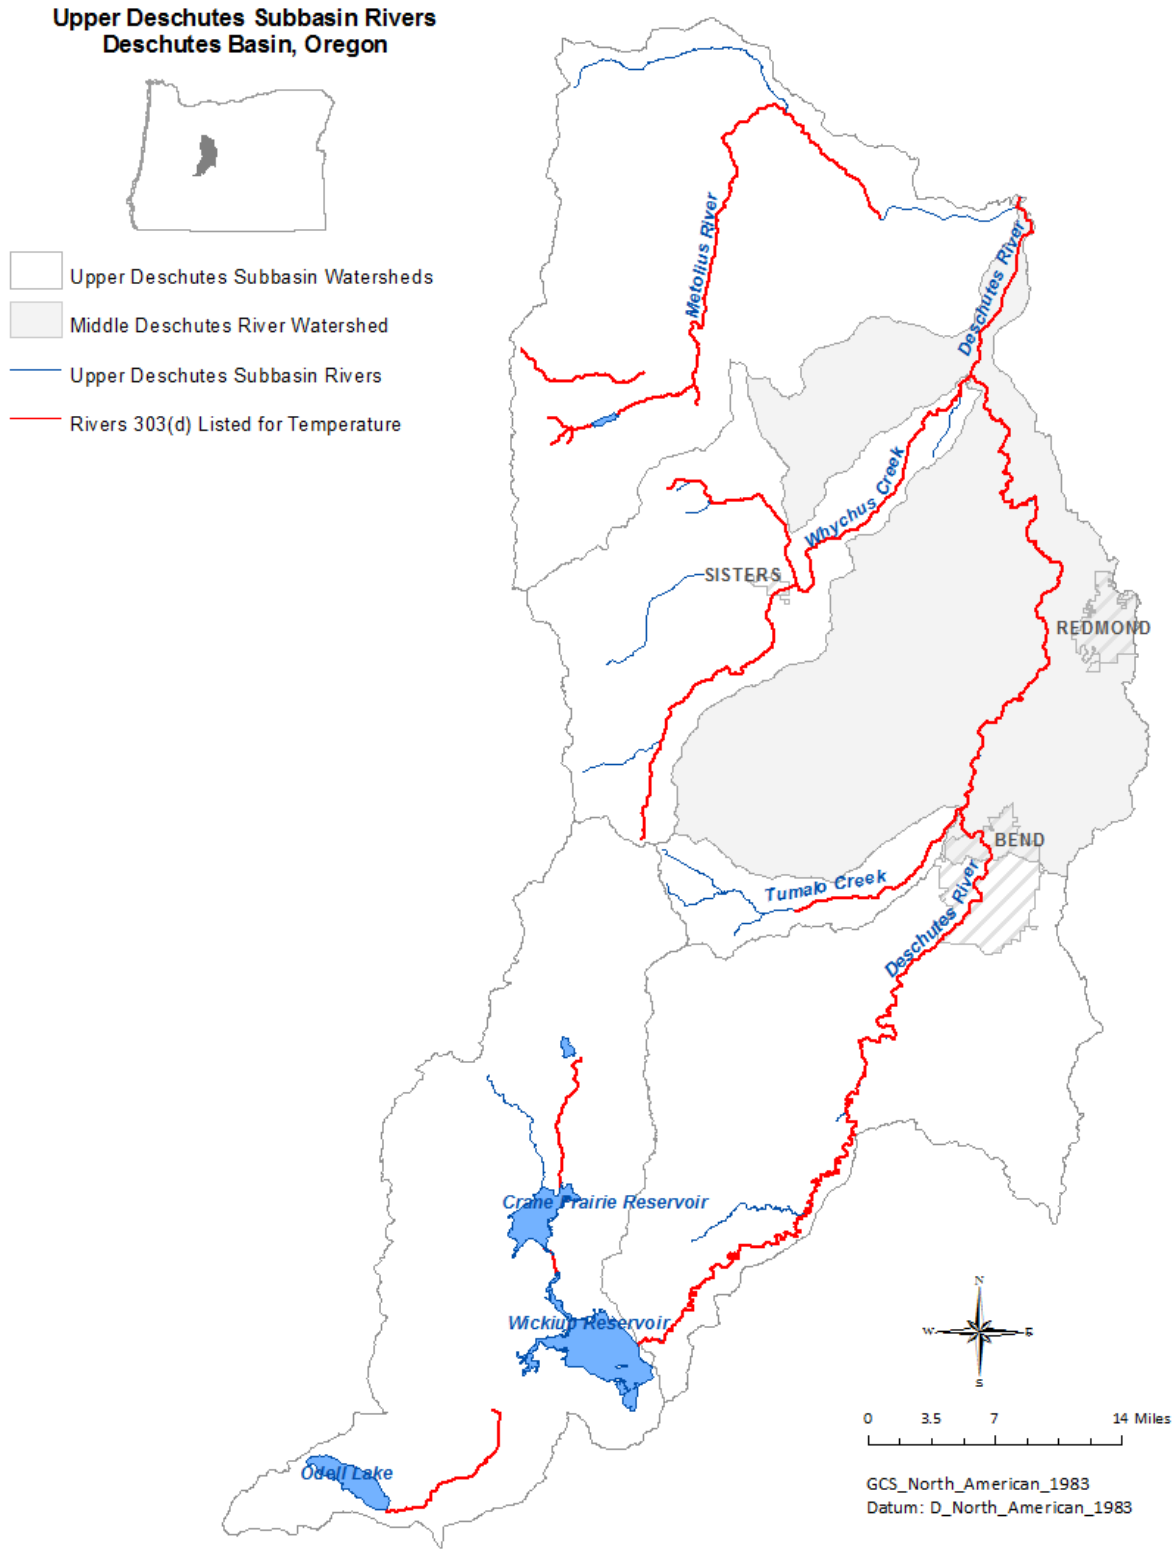 Upper Deschutes Subbasin Rivers
Deschutes Basin, Oregon
Upper Deschutes Subbasin Watersheds
Middle Deschutes River Watershed
Upper Deschutes Subbasin Rivers
Rivers 303(d) Listed for Temperature
Metolius River
Deschutes River
Whychus Creek
SISTERS
REDMOND
BEND
Tumalo Creek
Deschutes River
Crane Prairie Reservoir
Wickiup Reservoir
Odell Lake
N
W
E
S
0 3.5 7 14 Miles
GCS_North_American_1983
Datum: D_North_American_1983